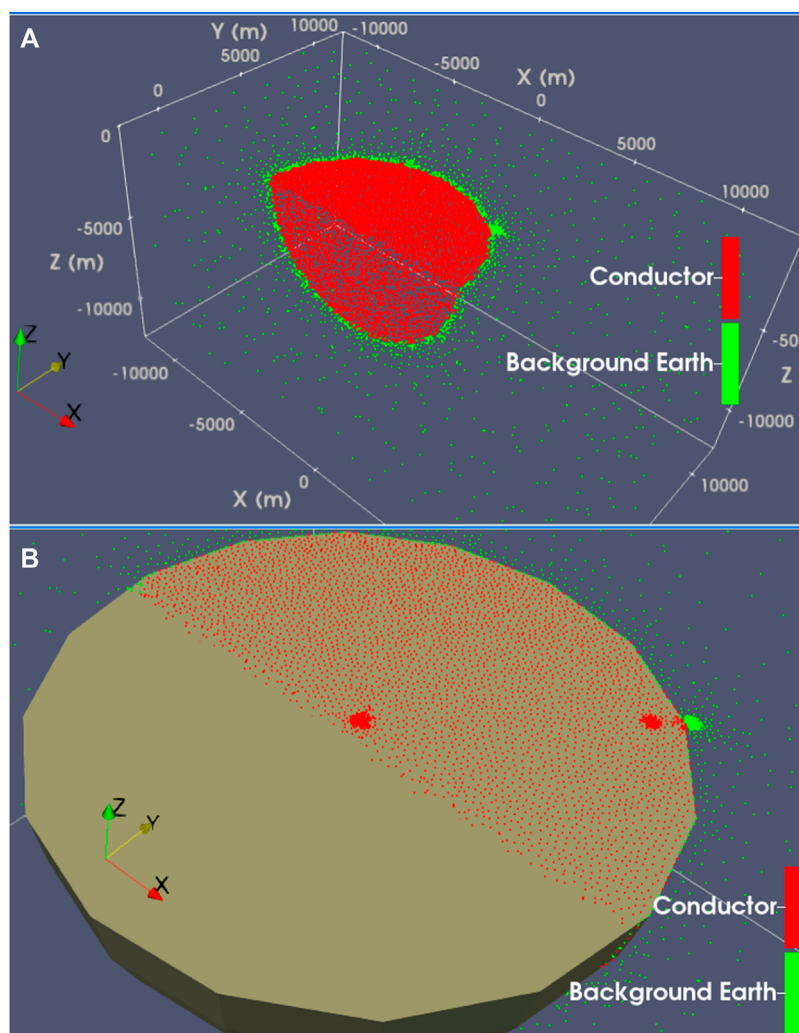 A
Y (m)
10000
-10000
5000
-5000
X (m)
0
0
0
5000
10000
-5000
Z (m)
-10000
Conductor
Background Earth
-50
Z
-10000
Z
Y
X
-10000
-5000
0
X (m)
10000
B
Z
Y
X
Conductor
Background Earth